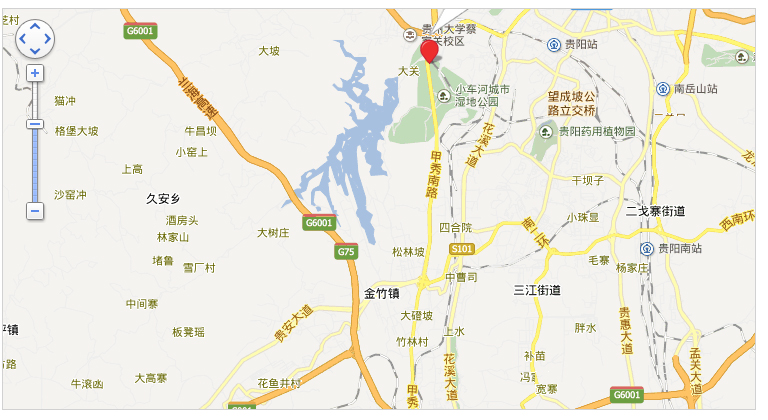 芒村
G6001
贵州大学蔡
家关校区
贵阳站
大坡
大关
猫冲
小车河城市
湿地公园
望成坡公
路立交桥
南岳山站
格堡大坡
牛昌坝
小窑上
花溪大道
贵阳药用植物园
上高
甲秀南路
干坝子
沙窑冲
久安乡
酒房头
林家山
大树庄
G6001
四合院
南二环
小珠显
二戈寨街道
西南环
G75
松林坡
S101
贵阳南站
堵鲁
雪厂村
毛寨
杨家庄
中曹司
金竹镇
三江街道
中间寨
贵安大道
大磴坡
贵惠大道
板凳瑶
上水
胖水
竹林村
补苗
花溪大道
孟关大道
牛滚凼
大高寨
花鱼井村
甲秀
宽寨
G6001